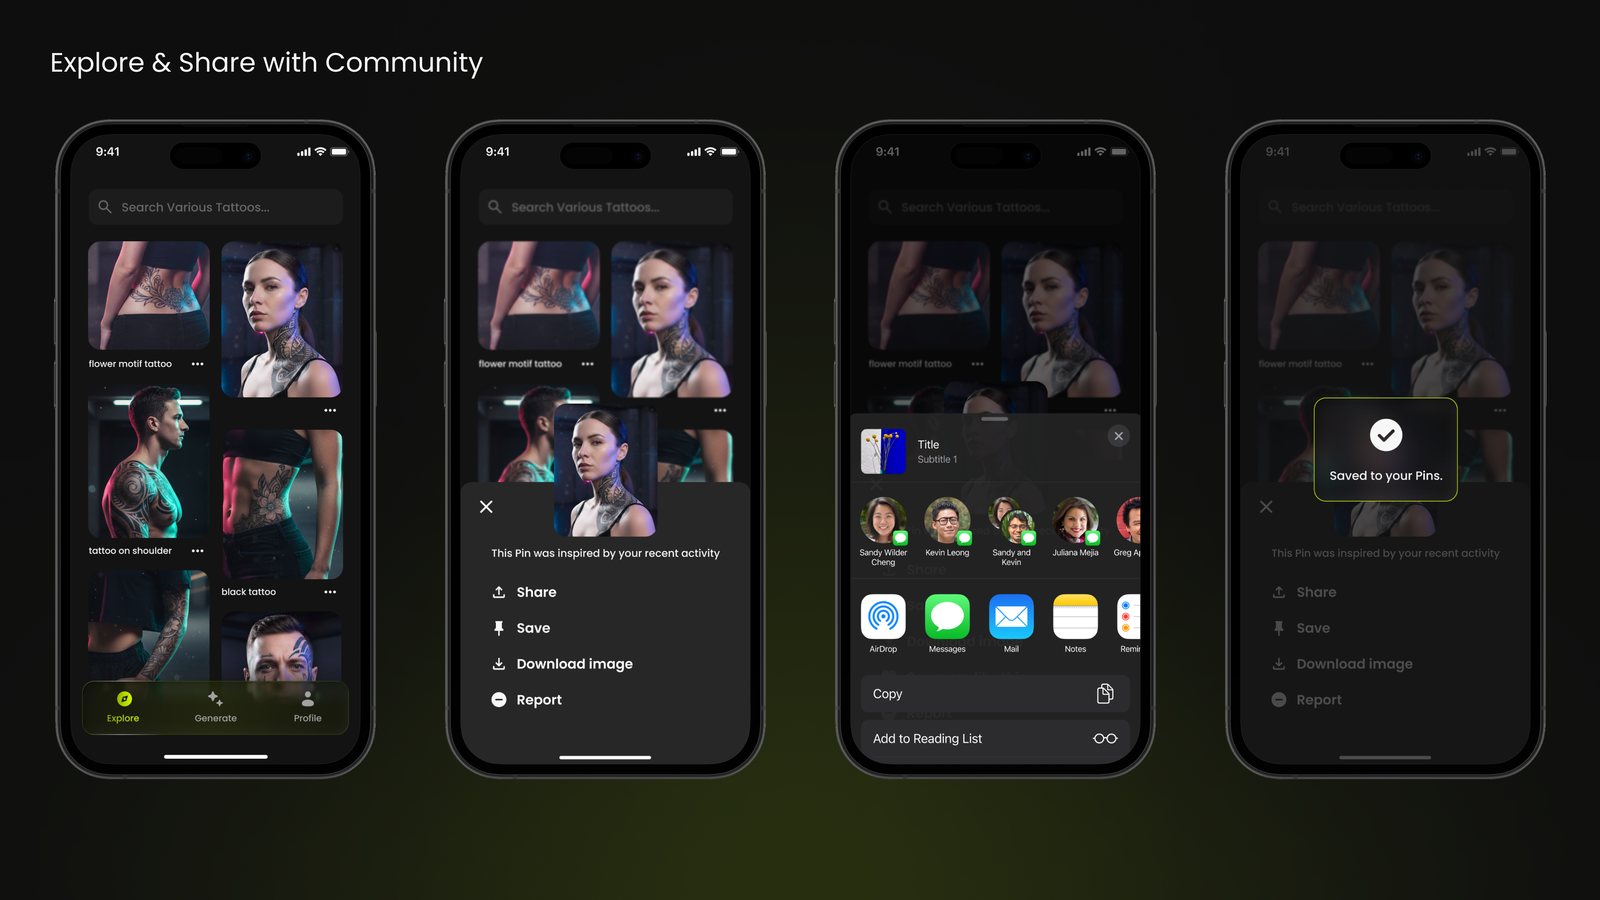 Explore & Share with Community
9:41
Search Various Tattoos...
flower motif tattoo
tattoo on shoulder
black tattoo
Explore
Generate
Profile
9:41
Search Various Tattoos...
flower motif tattoo
This Pin was inspired by your recent activity
Share
Save
Download image
Report
9:41
Search Various Tattoos...
flower motif tattoo
Title
Subtitle 1
Sandy Wilder
Cheng
Kevin Leong
Sandy and
Kevin
Juliana Mejia
Greg Ap
Share
AirDrop
Messages
Mail
Notes
Remin
Copy
Add to Reading List
9:41
Search Various Tattoos...
flower motif tattoo
Saved to your Pins.
This Pin was inspired by your recent activity
Share
Save
Download image
Report